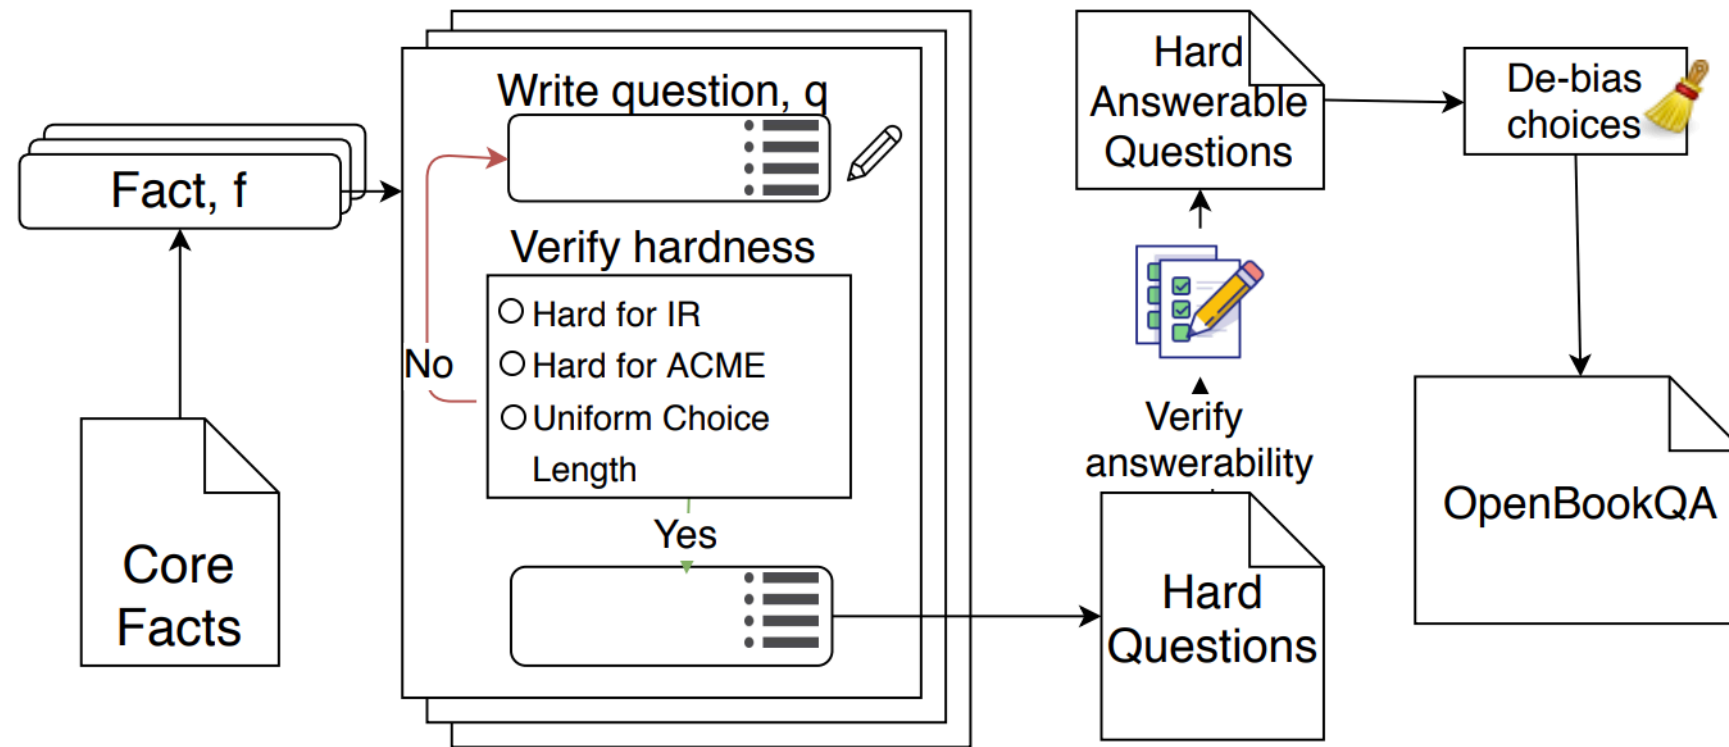 Fact, f
Core
Facts
Write question, q
Verify hardness
Hard for IR
Hard for ACME
Uniform Choice
Length
No
Yes
Hard
Questions
Verify
answerability
Hard
Answerable
Questions
De-bias
choices
OpenBookQA